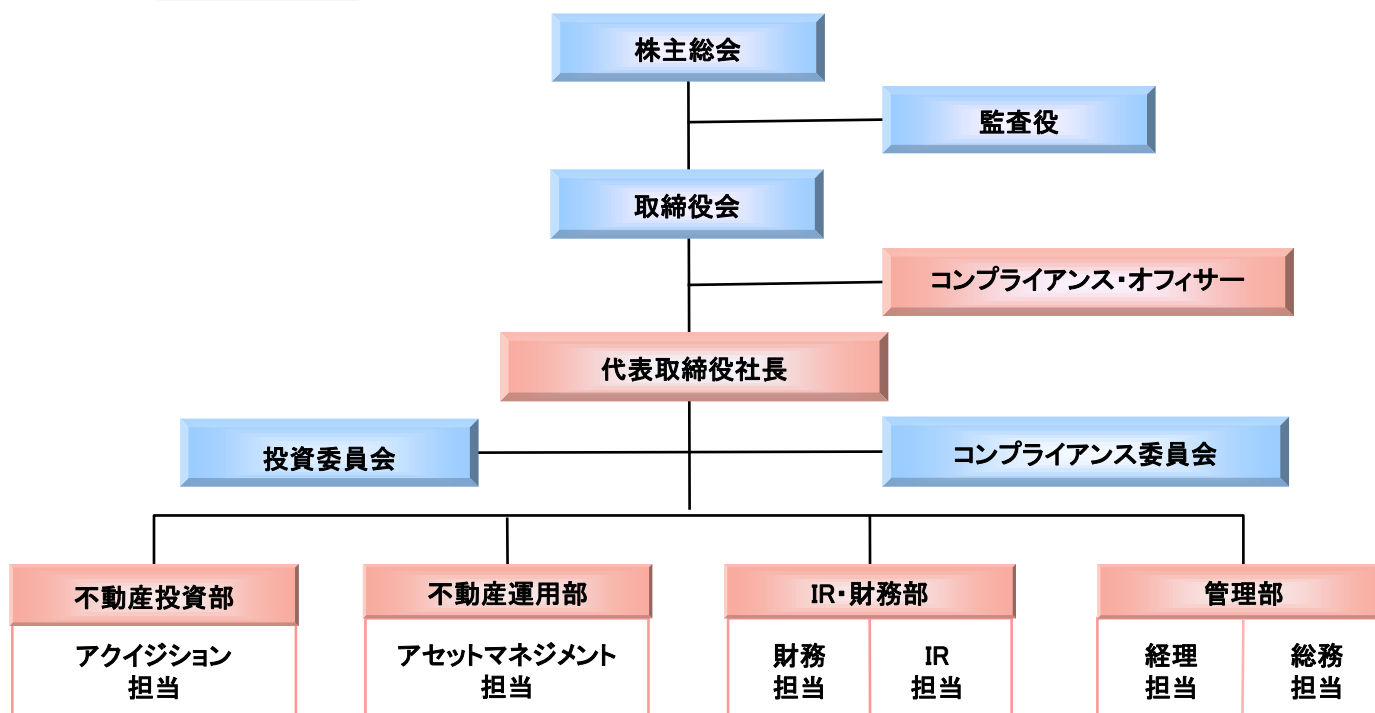 株主総会
監査役
取締役会
コンプライアンス・オフィサー
代表取締役社長
投資委員会
コンプライアンス委員会
不動産投資部
不動産運用部
IR・財務部
管理部
アクイジション
担当
アセットマネジメント
担当
財務
担当
IR
担当
経理
担当
総務
担当